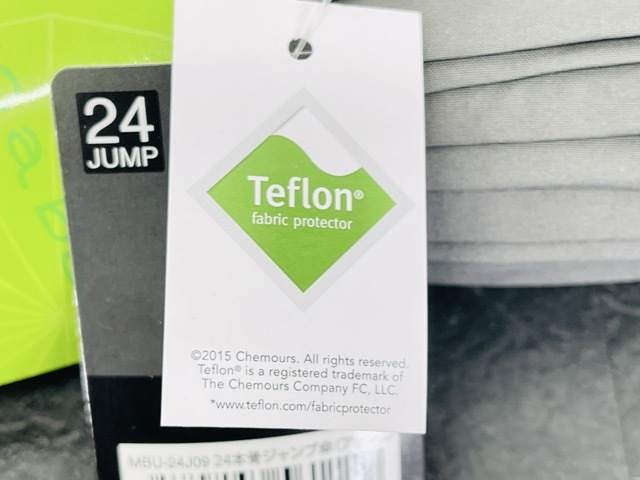 24
JUMP
Teflon®
fabric protector
©2015 Chemours. All rights reserved.
Teflon® is a registered trademark of
The Chemours Company FC, LLC.
*www.teflon.com/fabricprotector
MBU-24J09 24本骨ジャンプ傘